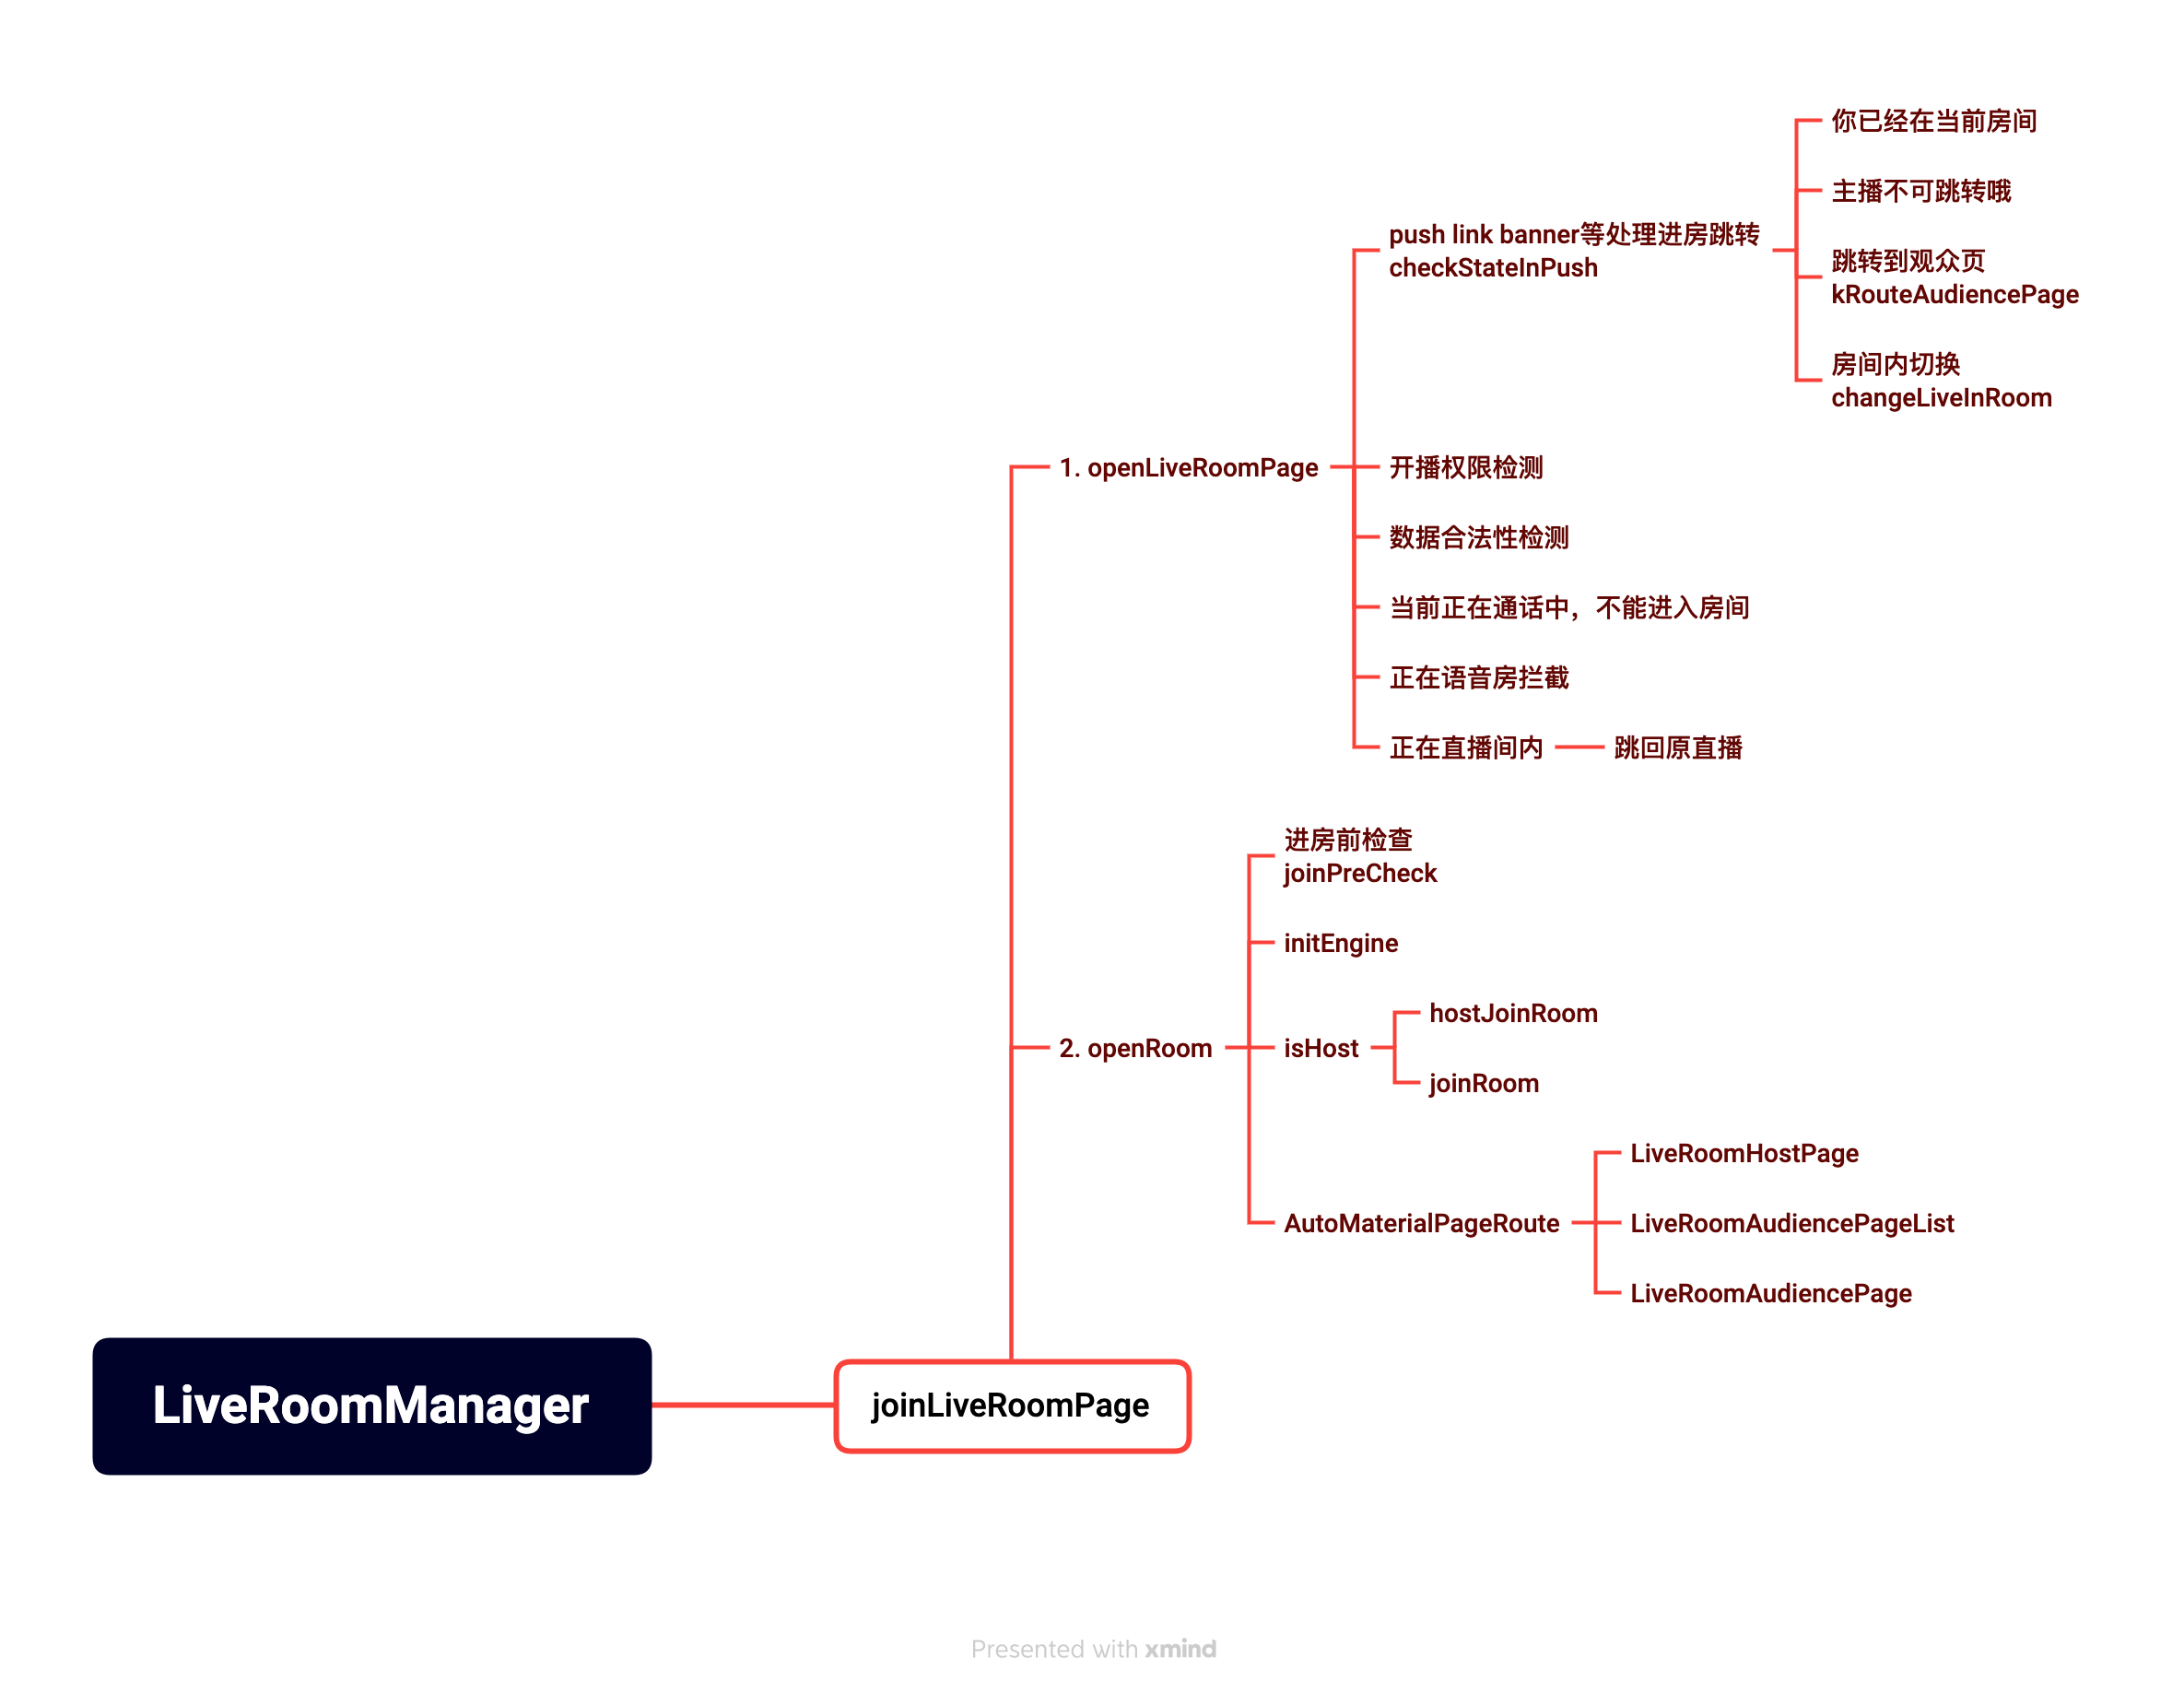 LiveRoomManager
joinLiveRoomPage
1. openLiveRoomPage
push link banner等处理进房跳转
checkStateInPush
你已经在当前房间
主播不可跳转哦
跳转到观众页
kRouteAudiencePage
房间内切换
changeLiveInRoom
开播权限检测
数据合法性检测
当前正在通话中，不能进入房间
正在语音房拦截
正在直播间内
跳回原直播
2. openRoom
进房前检查
joinPreCheck
initEngine
isHost
hostJoinRoom
joinRoom
AutoMaterialPageRoute
LiveRoomHostPage
LiveRoomAudiencePageList
LiveRoomAudiencePage
Presented with xmind